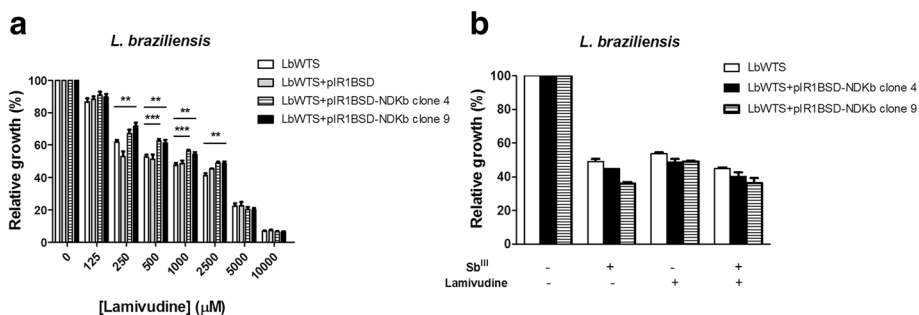 a
L. braziliensis
LbWTS
LbWTS+pIR1BSD
LbWTS+pIR1BSD-NDKb clone 4
LbWTS+pIR1BSD-NDKb clone 9
Relative growth (%)
100
80
60
40
20
0
** ** ** **
*** ***
0 125 250 500 1000 2500 5000 10000
[Lamivudine] (µM)
b
L. braziliensis
LbWTS
LbWTS+pIR1BSD-NDKb clone 4
LbWTS+pIR1BSD-NDKb clone 9
Relative growth (%)
100
80
60
40
20
0
Sb^III - + - +
Lamivudine - - + +